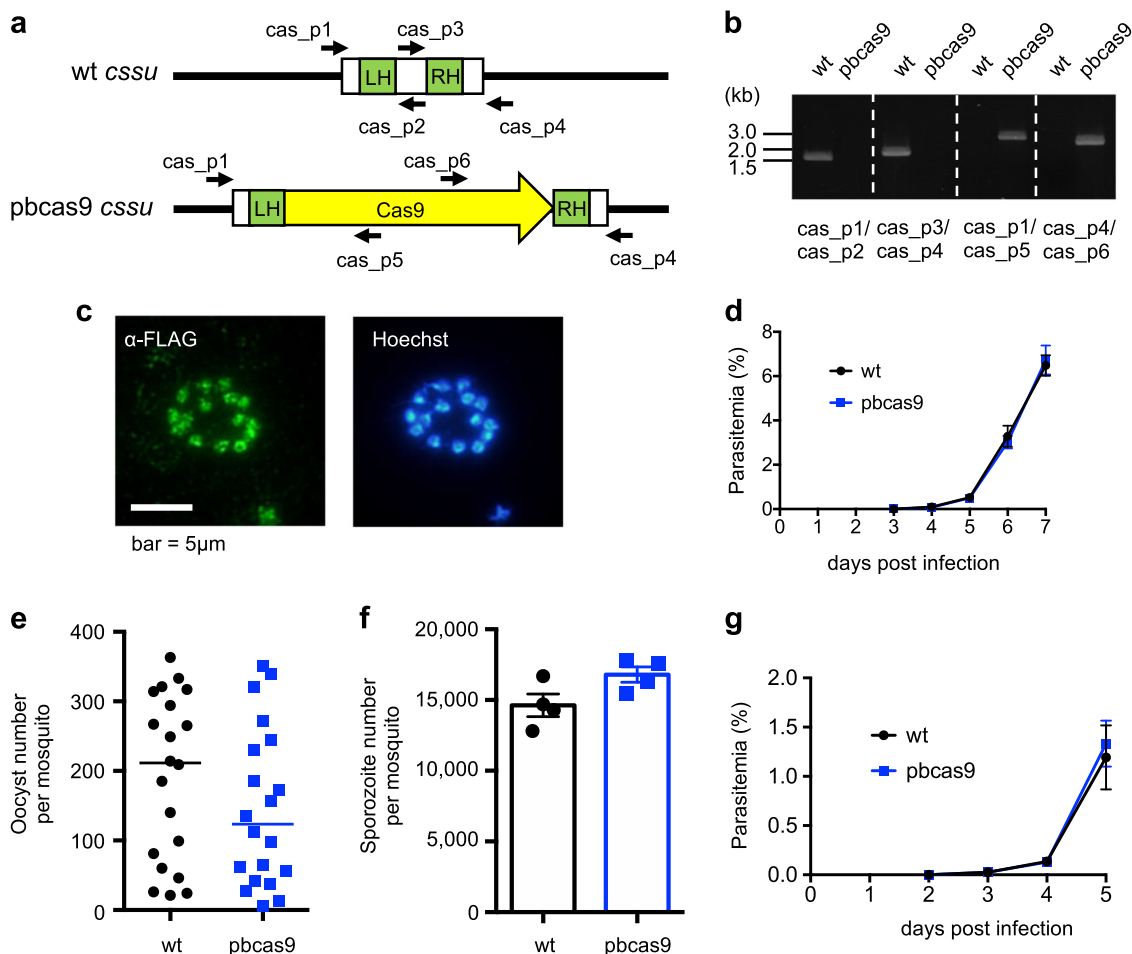 a
cas_p1
cas_p3
wt cssu
LH
RH
cas_p2
cas_p4
cas_p1
cas_p6
pbcas9 cssu
LH
Cas9
RH
cas_p5
cas_p4
b
wt
pbcas9
wt
pbcas9
wt
pbcas9
wt
pbcas9
(kb)
3.0
2.0
1.5
cas_p1/
cas_p2
cas_p3/
cas_p4
cas_p1/
cas_p5
cas_p4/
cas_p6
c
α-FLAG
Hoechst
bar = 5µm
d
Parasitemia (%)
8
6
4
2
0
wt
pbcas9
0 1 2 3 4 5 6 7
days post infection
e
Oocyst number
per mosquito
400
300
200
100
0
wt pbcas9
f
Sporozoite number
per mosquito
20,000
15,000
10,000
5,000
0
wt pbcas9
g
Parasitemia (%)
2.0
1.5
1.0
0.5
0.0
wt
pbcas9
0 1 2 3 4 5
days post infection